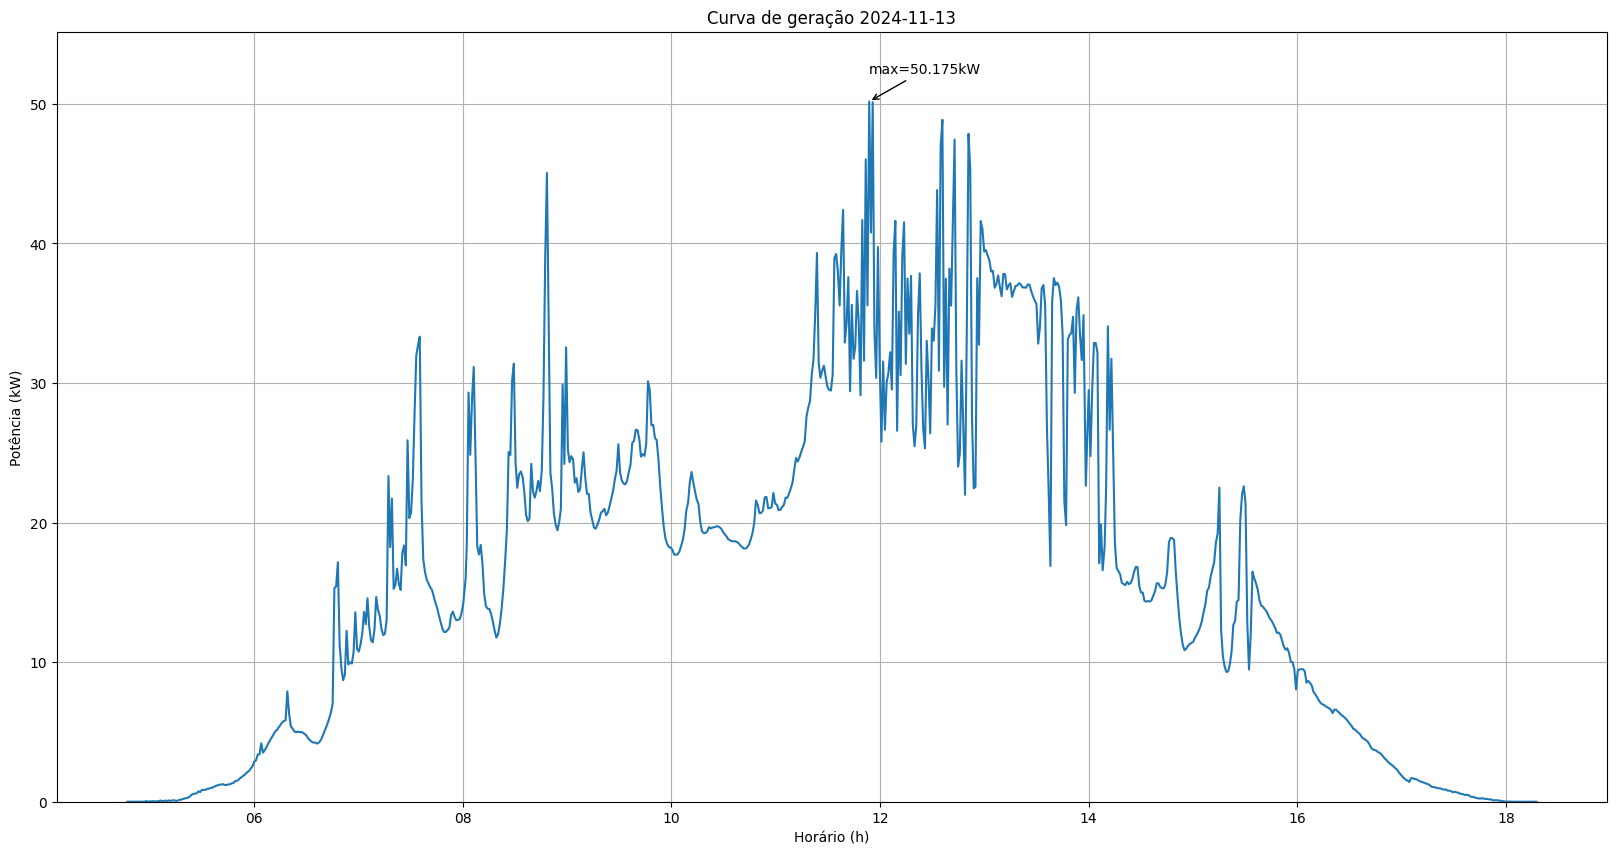 Curva de geração 2024-11-13
max=50.175kW
50
40
30
20
10
0
Potência (kW)
06 08 10 12 14 16 18
Horário (h)